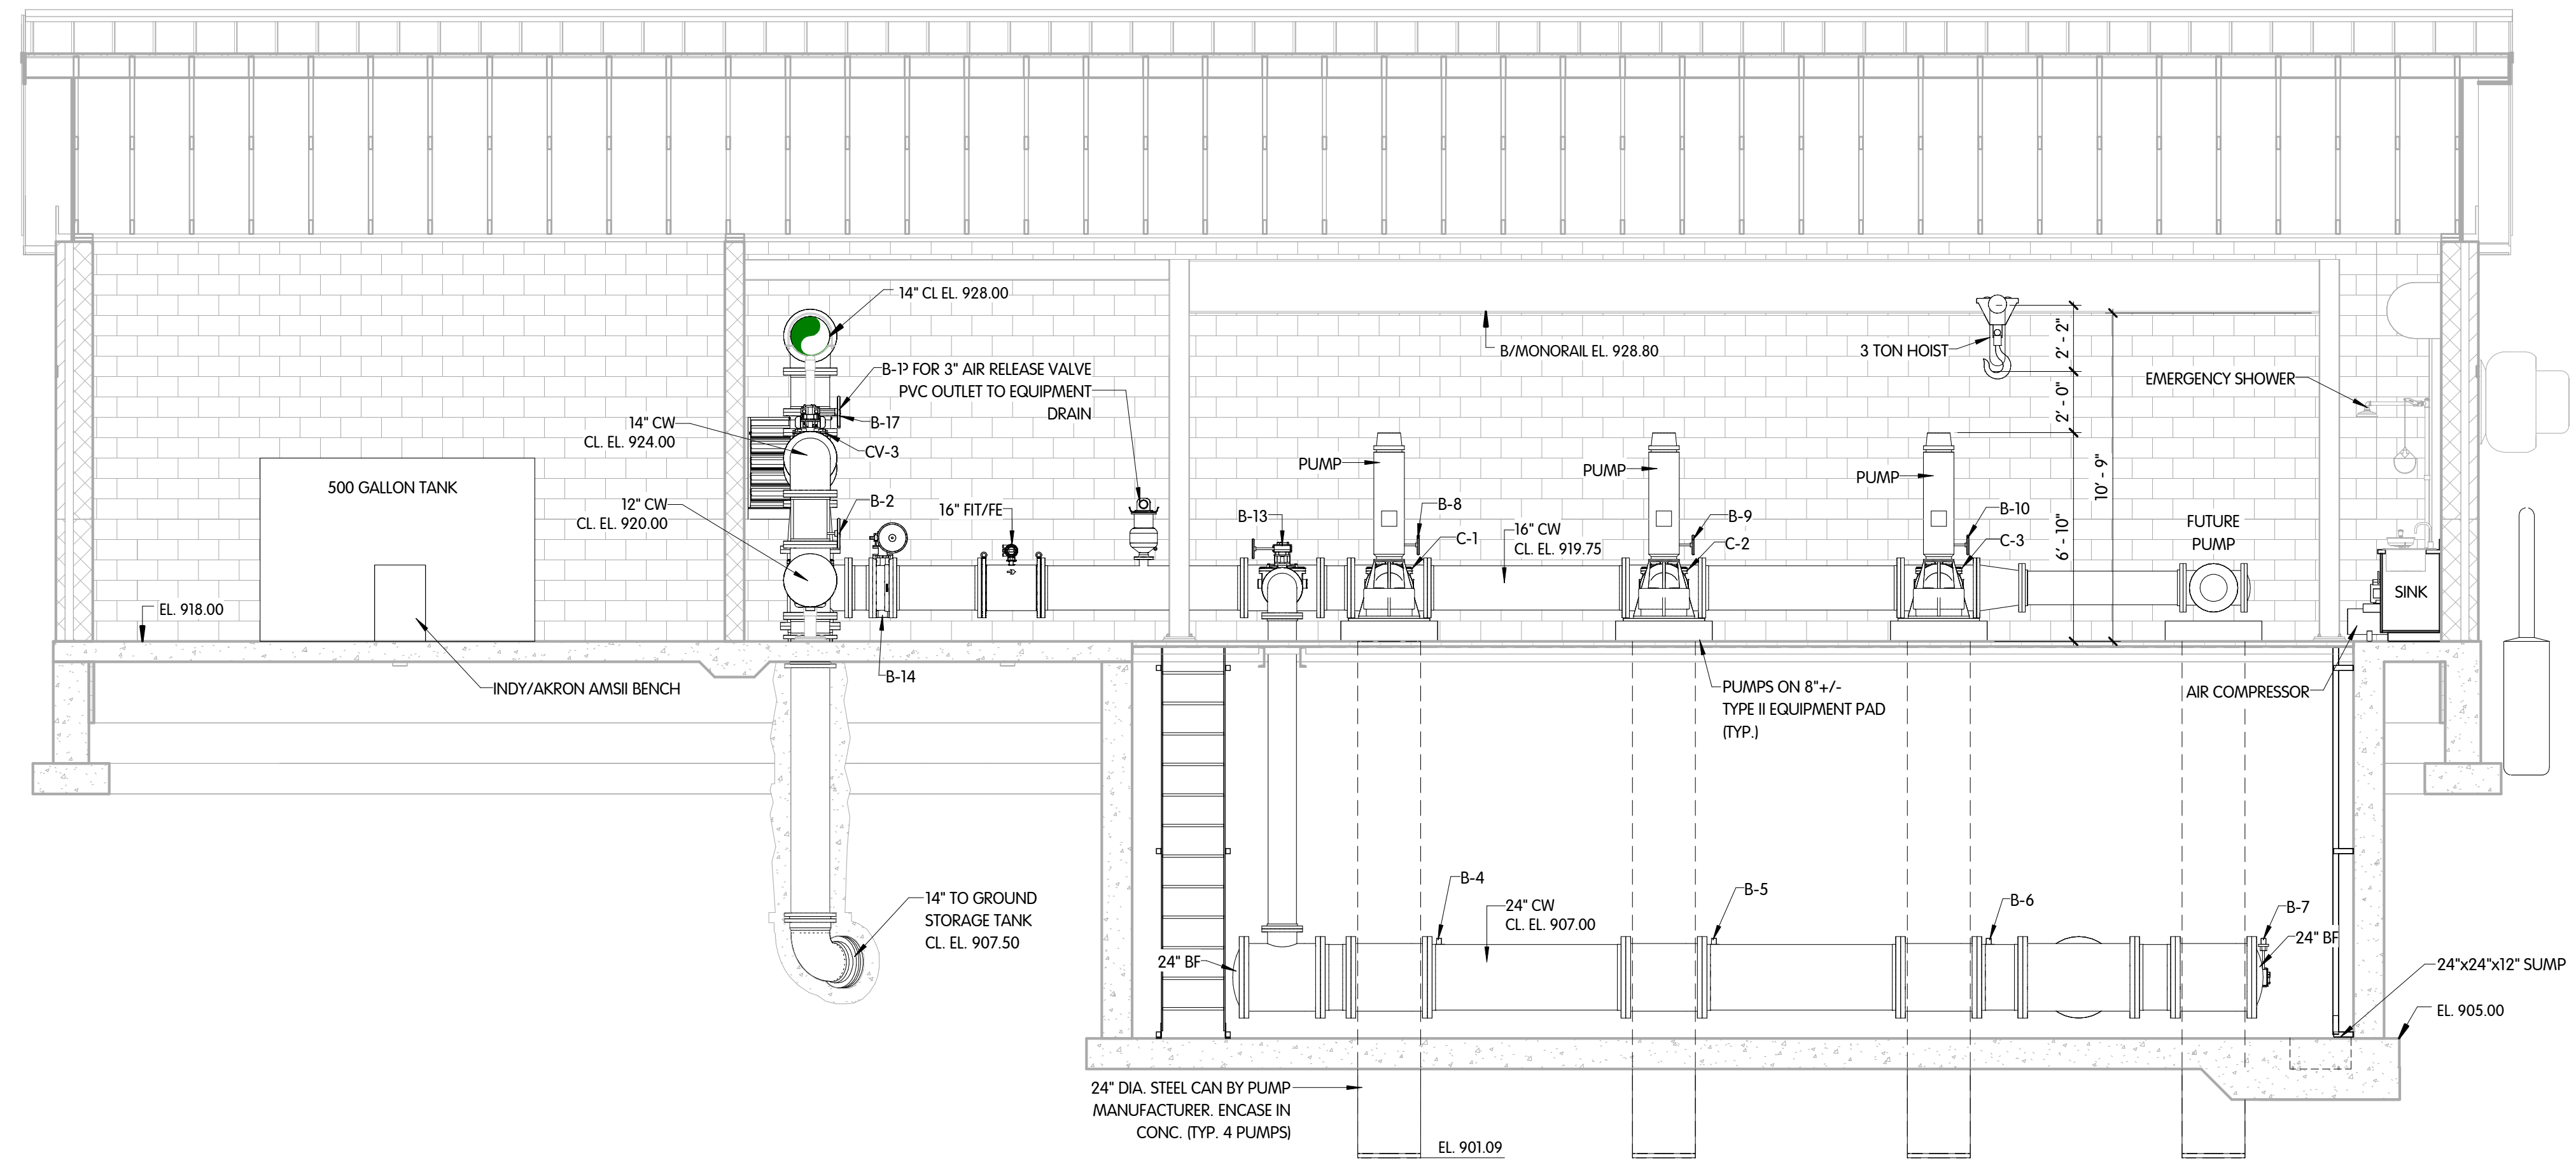 14" CL EL. 928.00
B/MONORAIL EL. 928.80
3 TON HOIST
2' - 2"
2' - 0"
10' - 9"
6' - 10"
EMERGENCY SHOWER
FOR 3" AIR RELEASE VALVE
PVC OUTLET TO EQUIPMENT
DRAIN
B-17
CV-3
14" CW
CL. EL. 924.00
12" CW
CL. EL. 920.00
B-2
16" FIT/FE
B-13
PUMP
PUMP
PUMP
B-8
B-9
B-10
C-1
C-2
C-3
16" CW
CL. EL. 919.75
FUTURE
PUMP
SINK
500 GALLON TANK
EL. 918.00
INDY/AKRON AMSII BENCH
B-14
PUMPS ON 8"+/-
TYPE II EQUIPMENT PAD
(TYP.)
AIR COMPRESSOR
14" TO GROUND
STORAGE TANK
CL. EL. 907.50
B-4
B-5
B-6
B-7
24" CW
CL. EL. 907.00
24" BF
24" BF
24"x24"x12" SUMP
EL. 905.00
24" DIA. STEEL CAN BY PUMP
MANUFACTURER. ENCASE IN
CONC. (TYP. 4 PUMPS)
EL. 901.09